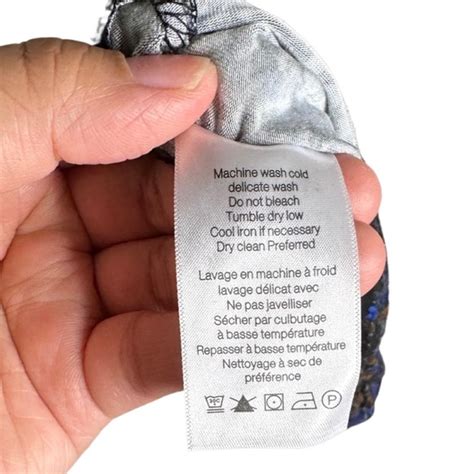 Machine wash cold
delicate wash
Do not bleach
Tumble dry low
Cool iron if necessary
Dry clean Preferred
Lavage en machine à froid
lavage délicat avec
Ne pas javelliser
Sécher par culbutage
à basse température
Repasser à basse température
Nettoyage à sec de
préférence
P